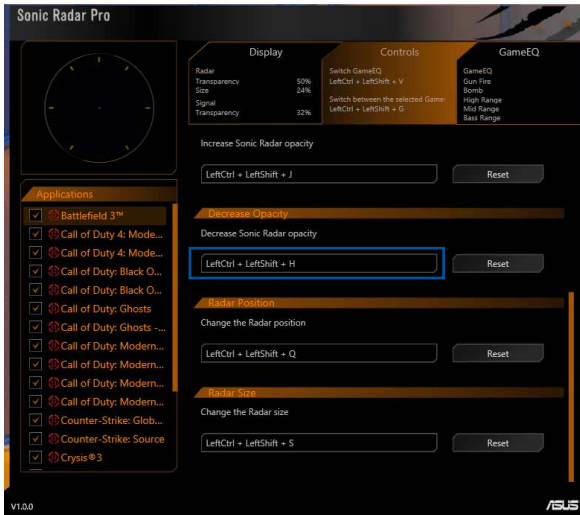 Sonic Radar Pro
Display
Radar
Transparency 50%
Size 24%
Signal
Transparency 32%
Controls
Switch GameEQ
LeftCtrl + LeftShift + V
Switch between the selected Game
LeftCtrl + LeftShift + G
GameEQ
GameEQ
Gun Fire
Bomb
High Range
Mid Range
Bass Range
Applications
Battlefield 3™
Call of Duty 4: Mode...
Call of Duty 4: Mode...
Call of Duty: Black O...
Call of Duty: Black O...
Call of Duty: Ghosts
Call of Duty: Ghosts -...
Call of Duty: Modern...
Call of Duty: Modern...
Call of Duty: Modern...
Call of Duty: Modern...
Counter-Strike: Glob...
Counter-Strike: Source
Crysis®3
Increase Sonic Radar opacity
LeftCtrl + LeftShift + J Reset
Decrease Opacity
Decrease Sonic Radar opacity
LeftCtrl + LeftShift + H Reset
Radar Position
Change the Radar position
LeftCtrl + LeftShift + Q Reset
Radar Size
Change the Radar size
LeftCtrl + LeftShift + S Reset
V1.0.0
ASUS